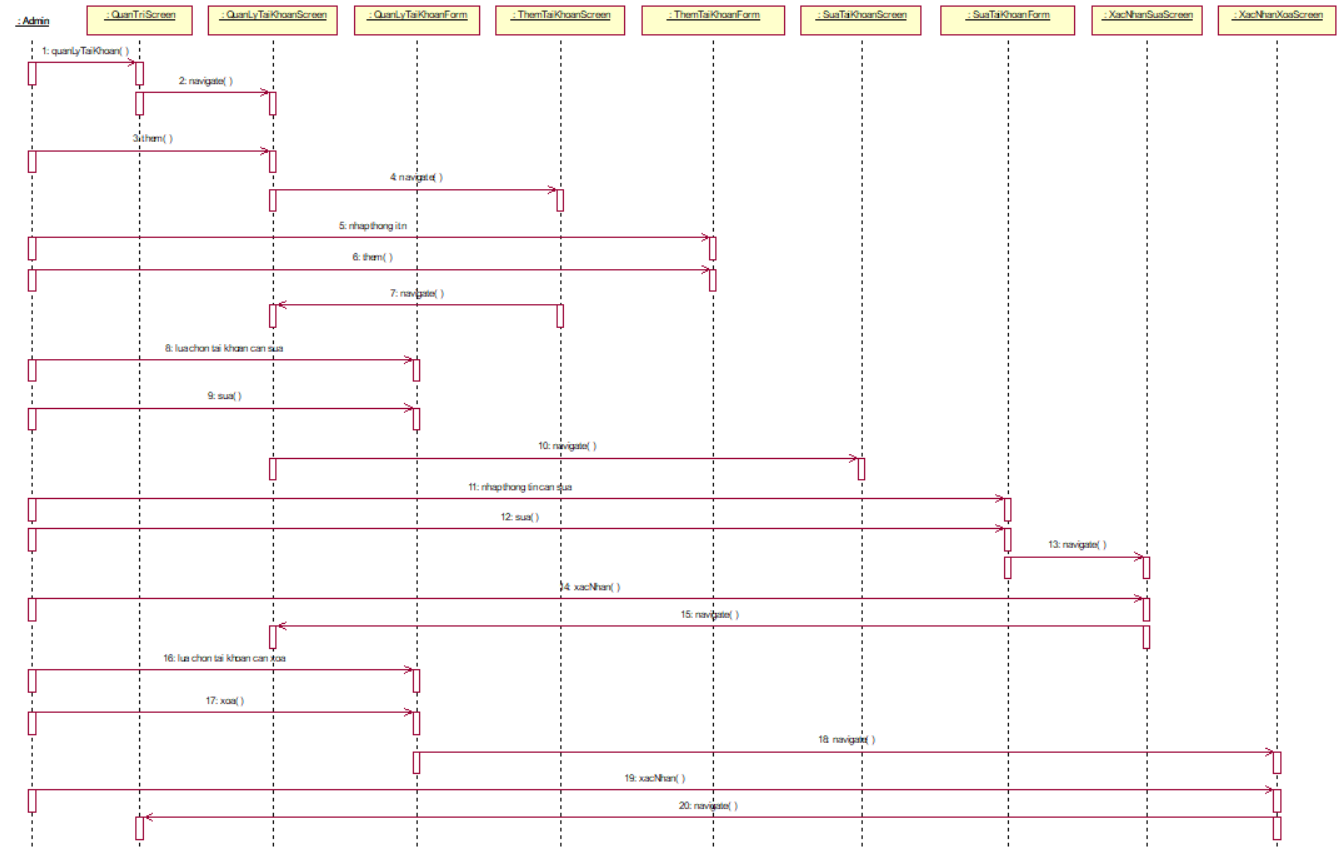 : Admin
: QuanTriScreen
: QuanLyTaiKhoanScreen
: QuanLyTaiKhoanForm
: ThemTaiKhoanScreen
: ThemTaiKhoanForm
: SuaTaiKhoanScreen
: SuaTaiKhoanForm
: XacNhanSuaScreen
: XacNhanXoaScreen
1: quanLyTaiKhoan( )
2: navigate( )
3: them( )
4: navigate( )
5: nhap thong itn
6: them( )
7: navigate( )
8: lua chon tai khoan can sua
9: sua( )
10: navigate( )
11: nhap thong tin can sua
12: sua( )
13: navigate( )
14: xacNhan( )
15: navigate( )
16: lua chon tai khoan can xoa
17: xoa( )
18: navigate( )
19: xacNhan( )
20: navigate( )